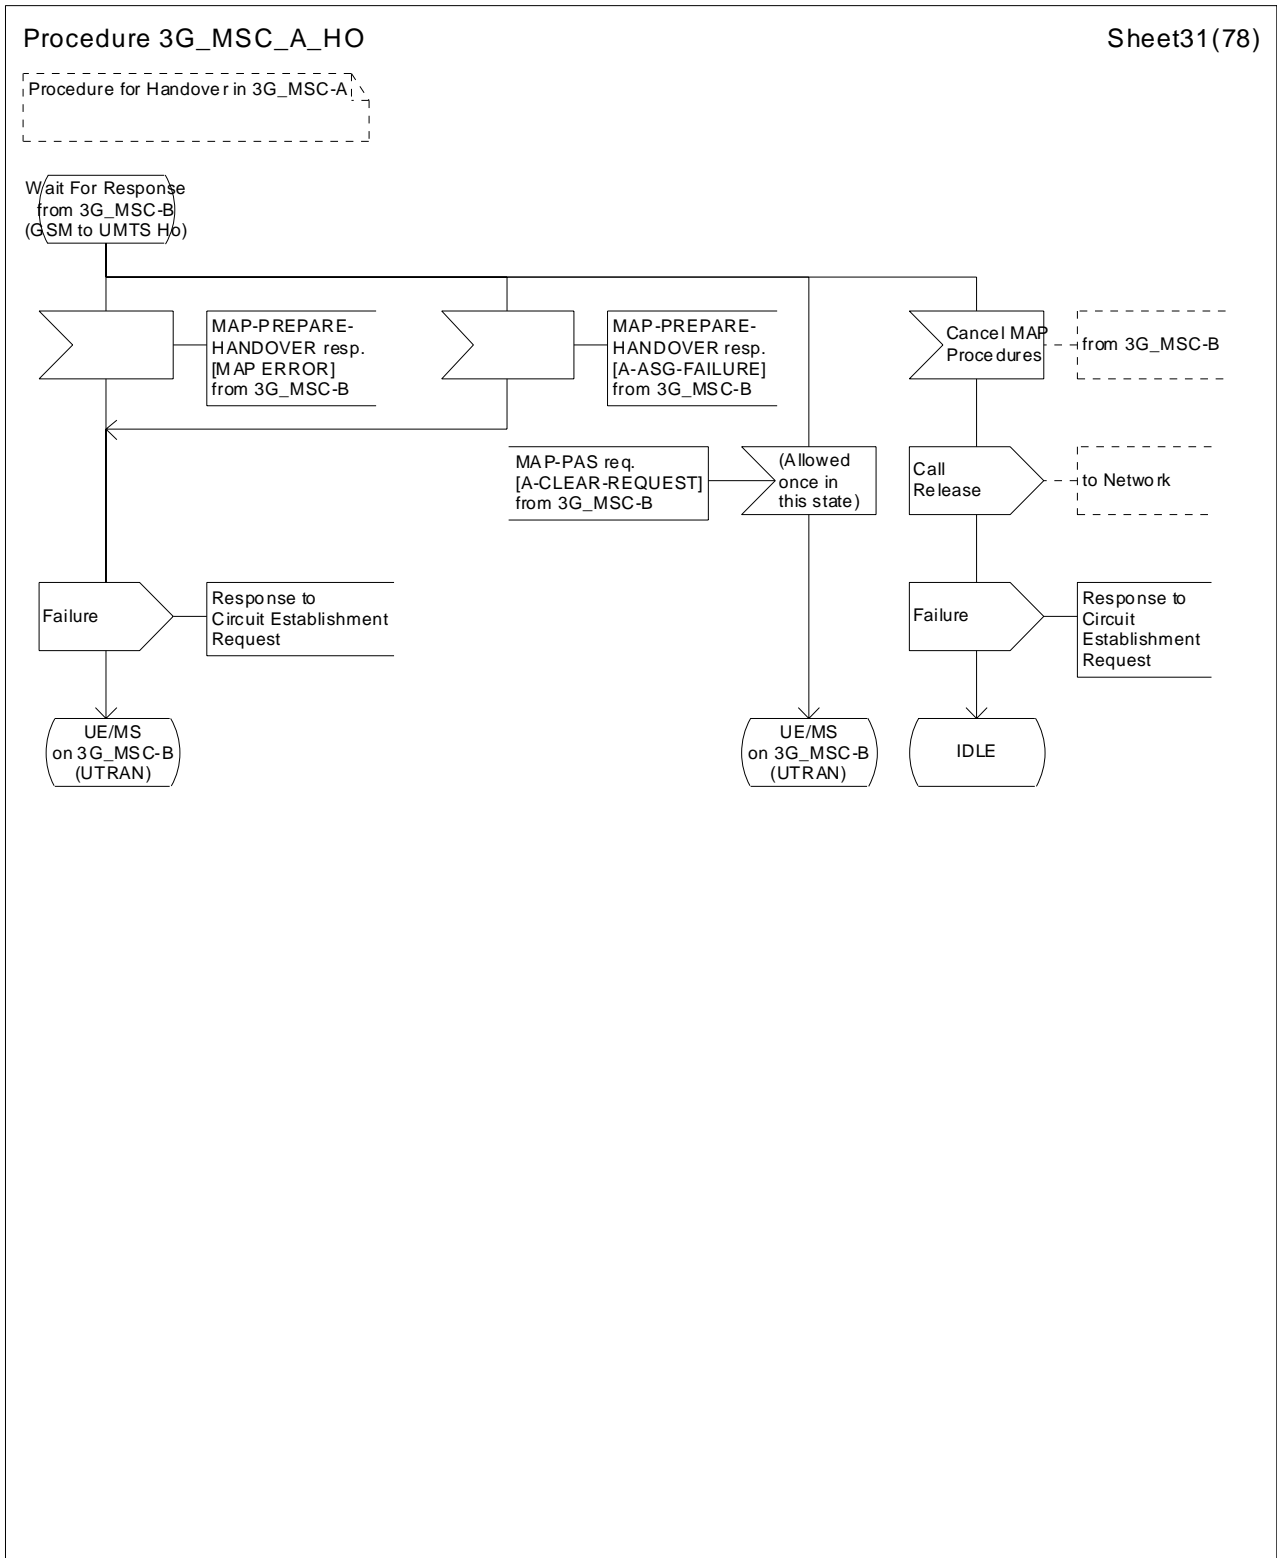 Procedure 3G_MSC_A_HO
Sheet31(78)
Procedure for Handover in 3G_MSC-A
Wait For Response
from 3G_MSC-B
(GSM to UMTS Ho)
MAP-PREPARE-
HANDOVER resp.
[MAP ERROR]
from 3G_MSC-B
MAP-PREPARE-
HANDOVER resp.
[A-ASG-FAILURE]
from 3G_MSC-B
Cancel MAP
Procedures
from 3G_MSC-B
MAP-PAS req.
[A-CLEAR-REQUEST]
from 3G_MSC-B
(Allowed
once in
this state)
Call
Release
to Network
Failure
Response to
Circuit Establishment
Request
Failure
Response to
Circuit
Establishment
Request
UE/MS
on 3G_MSC-B
(UTRAN)
UE/MS
on 3G_MSC-B
(UTRAN)
IDLE